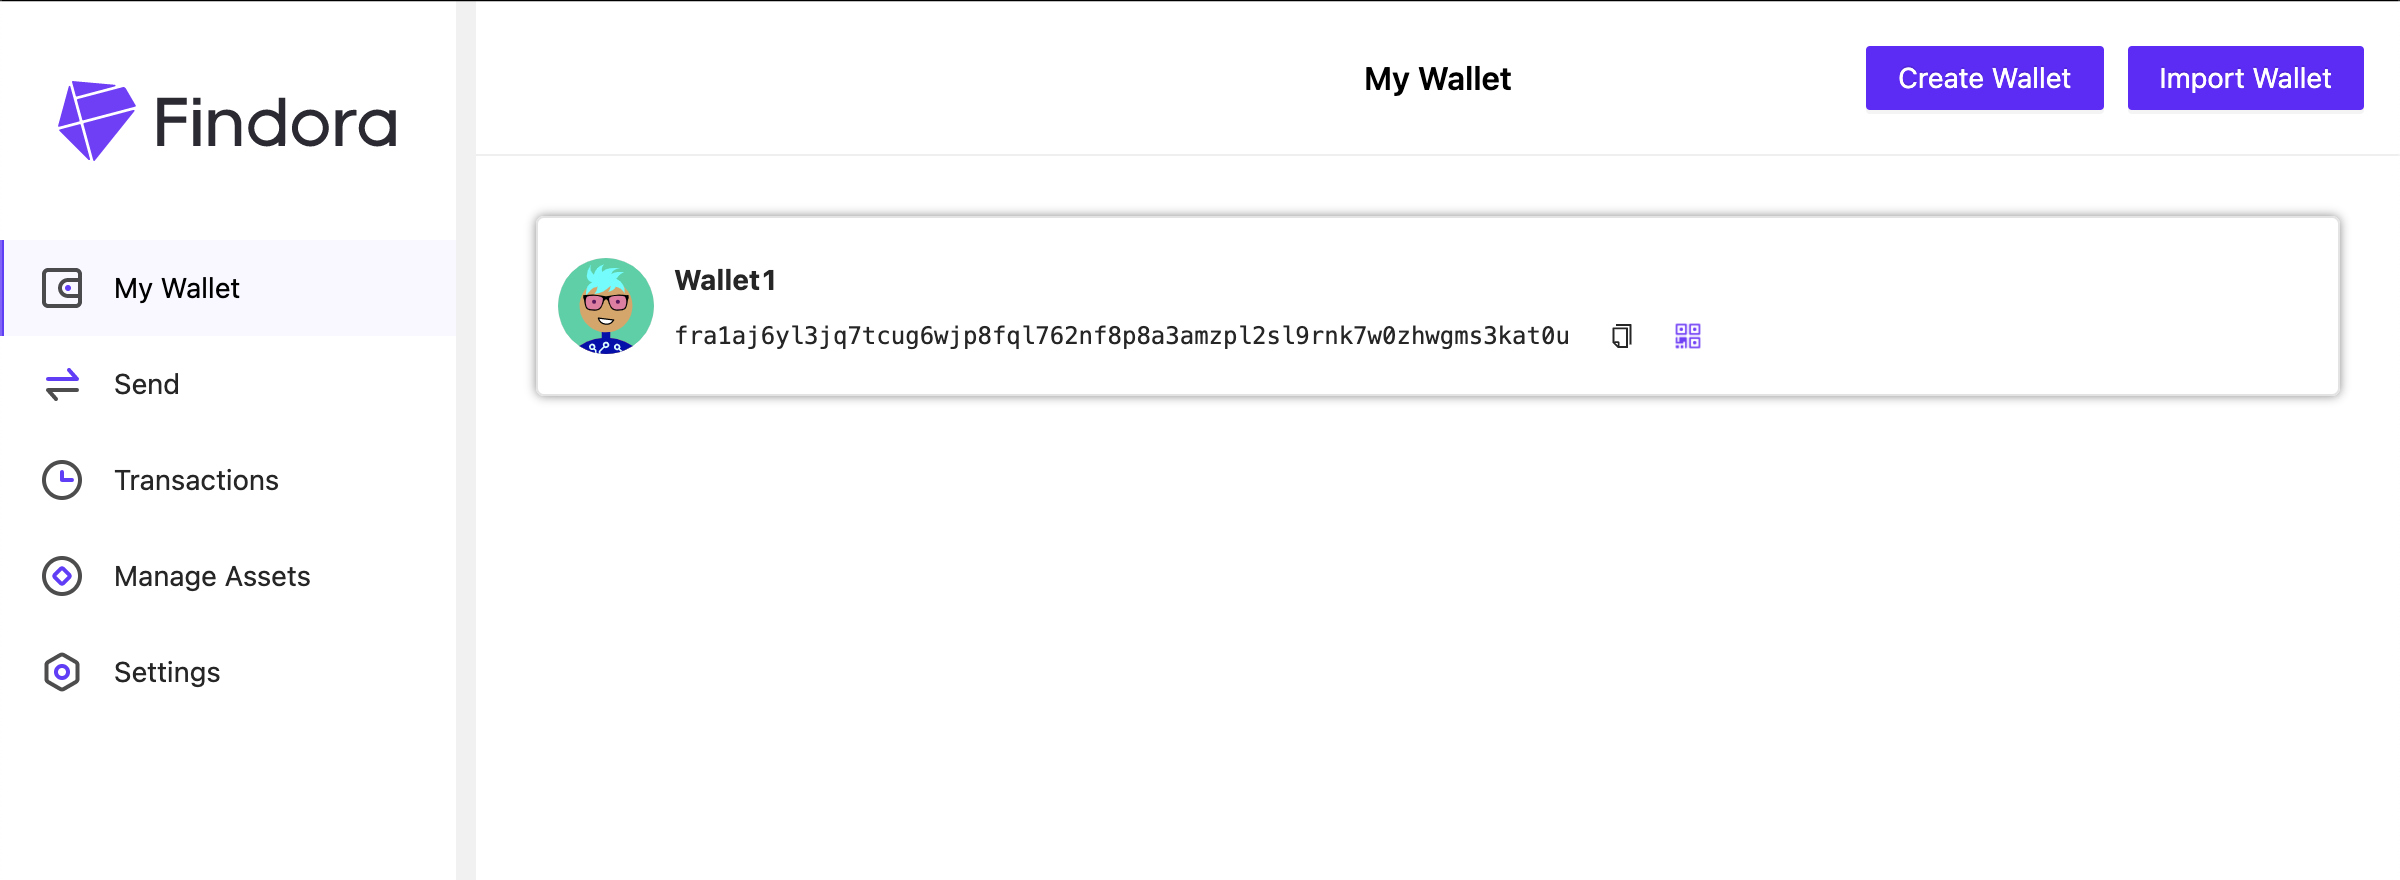 Findora
My Wallet
Send
Transactions
Manage Assets
Settings
My Wallet
Create Wallet
Import Wallet
Wallet1
fra1aj6yl3jq7tcug6wjp8fql762nf8p8a3amzpl2sl9rnk7w0zhwgms3kat0u